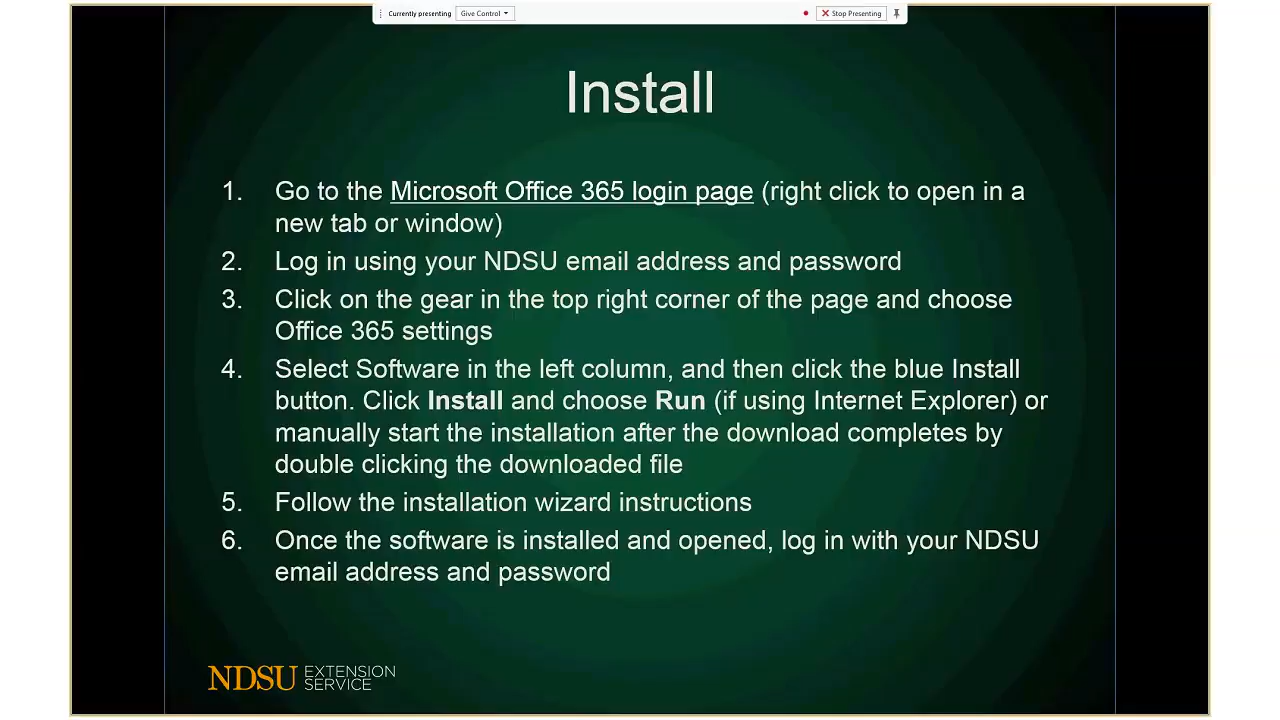 Currently presenting Give Control Stop Presenting
Install
1. Go to the Microsoft Office 365 login page (right click to open in a
new tab or window)
2. Log in using your NDSU email address and password
3. Click on the gear in the top right corner of the page and choose
Office 365 settings
4. Select Software in the left column, and then click the blue Install
button. Click Install and choose Run (if using Internet Explorer) or
manually start the installation after the download completes by
double clicking the downloaded file
5. Follow the installation wizard instructions
6. Once the software is installed and opened, log in with your NDSU
email address and password
NDSU EXTENSION
SERVICE